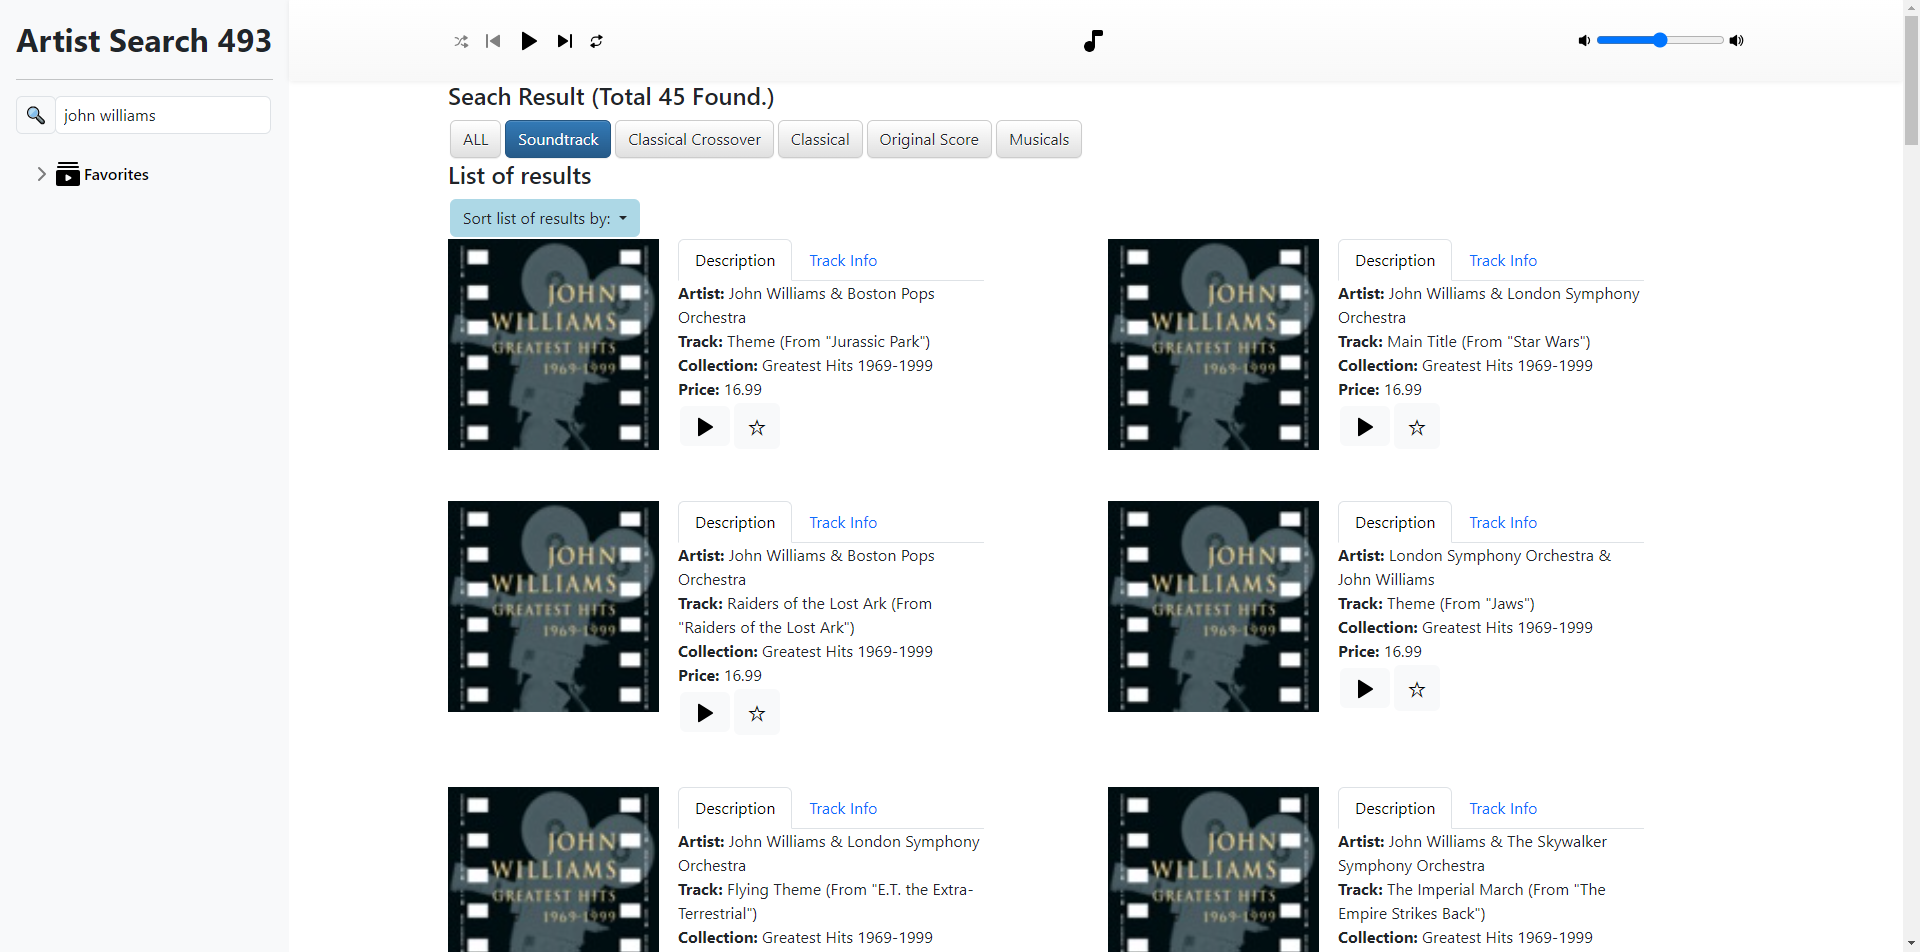 Artist Search 493
john williams
Favorites
Seach Result (Total 45 Found.)
ALL
Soundtrack
Classical Crossover
Classical
Original Score
Musicals
List of results
Sort list of results by:
JOHN
WILLIAMS
GREATEST HITS
1969-1999
Description
Track Info
Artist: John Williams & Boston Pops
Orchestra
Track: Theme (From "Jurassic Park")
Collection: Greatest Hits 1969-1999
Price: 16.99
JOHN
WILLIAMS
GREATEST HITS
1969-1999
Description
Track Info
Artist: John Williams & London Symphony
Orchestra
Track: Main Title (From "Star Wars")
Collection: Greatest Hits 1969-1999
Price: 16.99
JOHN
WILLIAMS
GREATEST HITS
1969-1999
Description
Track Info
Artist: John Williams & Boston Pops
Orchestra
Track: Raiders of the Lost Ark (From
"Raiders of the Lost Ark")
Collection: Greatest Hits 1969-1999
Price: 16.99
JOHN
WILLIAMS
GREATEST HITS
1969-1999
Description
Track Info
Artist: London Symphony Orchestra &
John Williams
Track: Theme (From "Jaws")
Collection: Greatest Hits 1969-1999
Price: 16.99
JOHN
WILLIAMS
GREATEST HITS
1969-1999
Description
Track Info
Artist: John Williams & London Symphony
Orchestra
Track: Flying Theme (From "E.T. the Extra-
Terrestrial")
Collection: Greatest Hits 1969-1999
JOHN
WILLIAMS
GREATEST HITS
1969-1999
Description
Track Info
Artist: John Williams & The Skywalker
Symphony Orchestra
Track: The Imperial March (From "The
Empire Strikes Back")
Collection: Greatest Hits 1969-1999